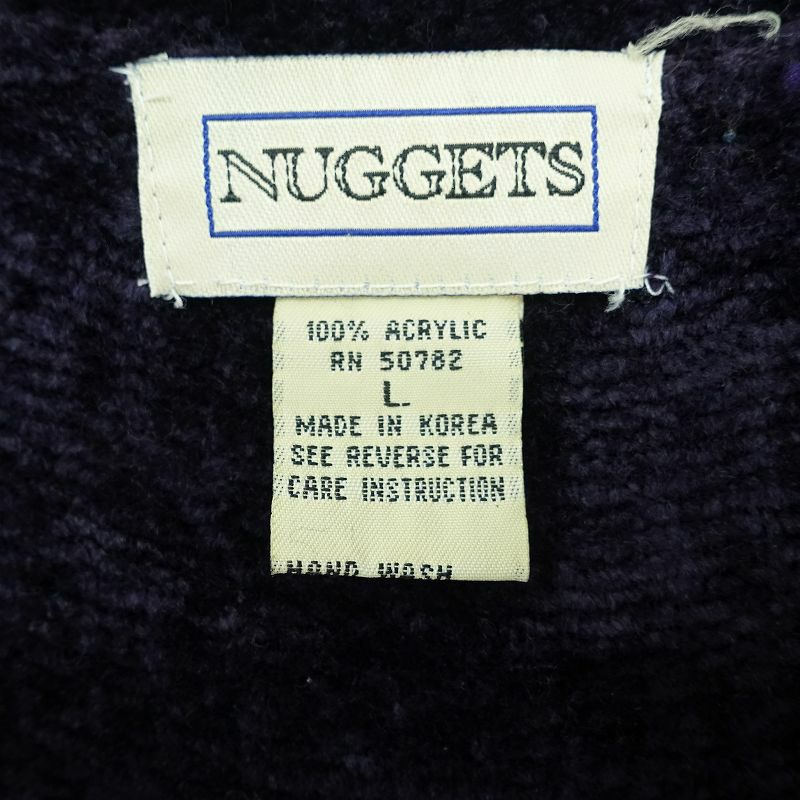 NUGGETS
100% ACRYLIC
RN 50782
L
MADE IN KOREA
SEE REVERSE FOR
CARE INSTRUCTION
HAND WASH